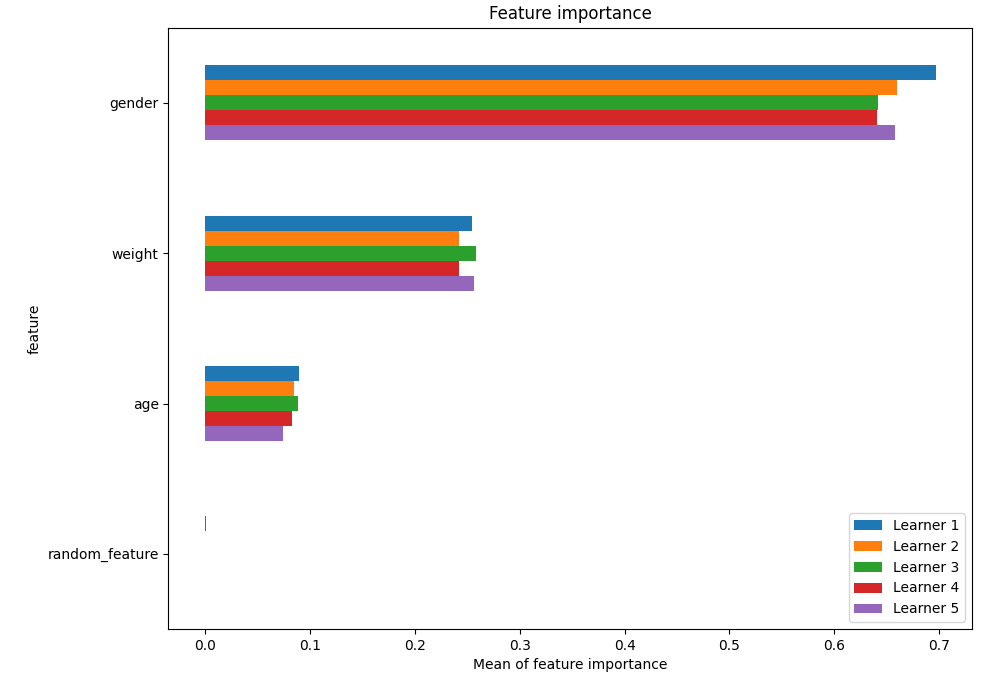 Feature importance
gender
weight
age
random_feature
feature
0.0 0.1 0.2 0.3 0.4 0.5 0.6 0.7
Mean of feature importance
Learner 1
Learner 2
Learner 3
Learner 4
Learner 5